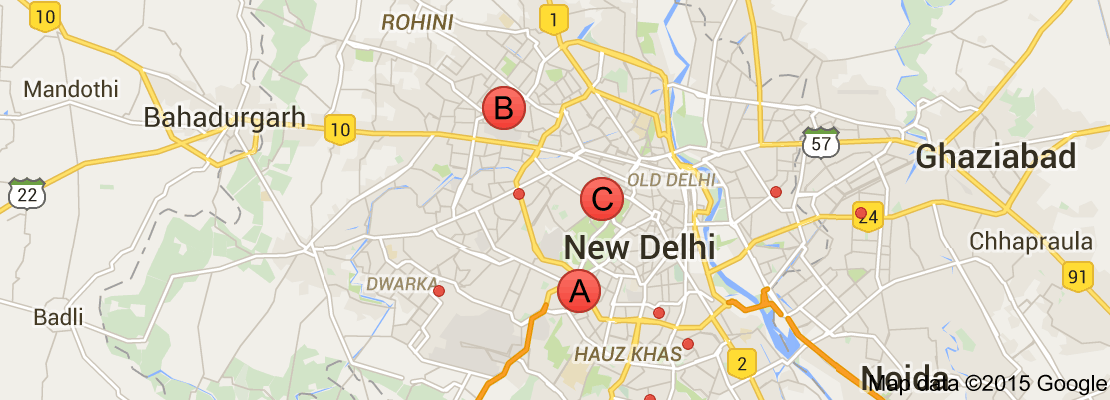 10
ROHINI
1
Mandothi
B
Bahadurgarh
10
57
Ghaziabad
22
OLD DELHI
C
24
New Delhi
Chhapraula
91
DWARKA
A
Badli
HAUZ KHAS
2
Noida
Map data ©2015 Google